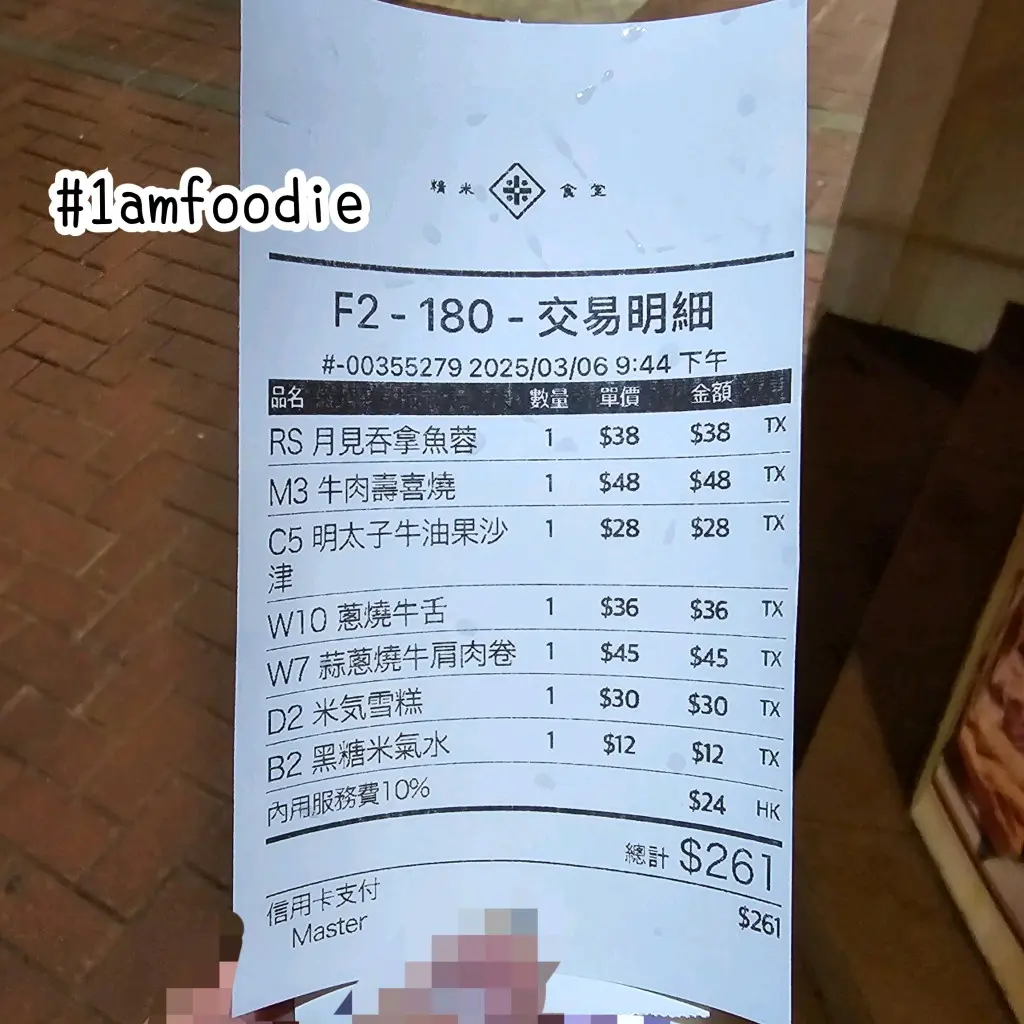 #1amfoodie
精米 食室
F2 - 180 - 交易明細
#-00355279 2025/03/06 9:44 下午
品名 數量 單價 金額
RS 月見吞拿魚蓉 1 $38 $38 TX
M3 牛肉壽喜燒 1 $48 $48 TX
C5 明太子牛油果沙 1 $28 $28 TX
津
W10 蔥燒牛舌 1 $36 $36 TX
W7 蒜蔥燒牛肩肉卷 1 $45 $45 TX
D2 米気雪糕 1 $30 $30 TX
B2 黑糖米氣水 1 $12 $12 TX
內用服務費10% $24 HK
總計 $261
信用卡支付 $261
Master